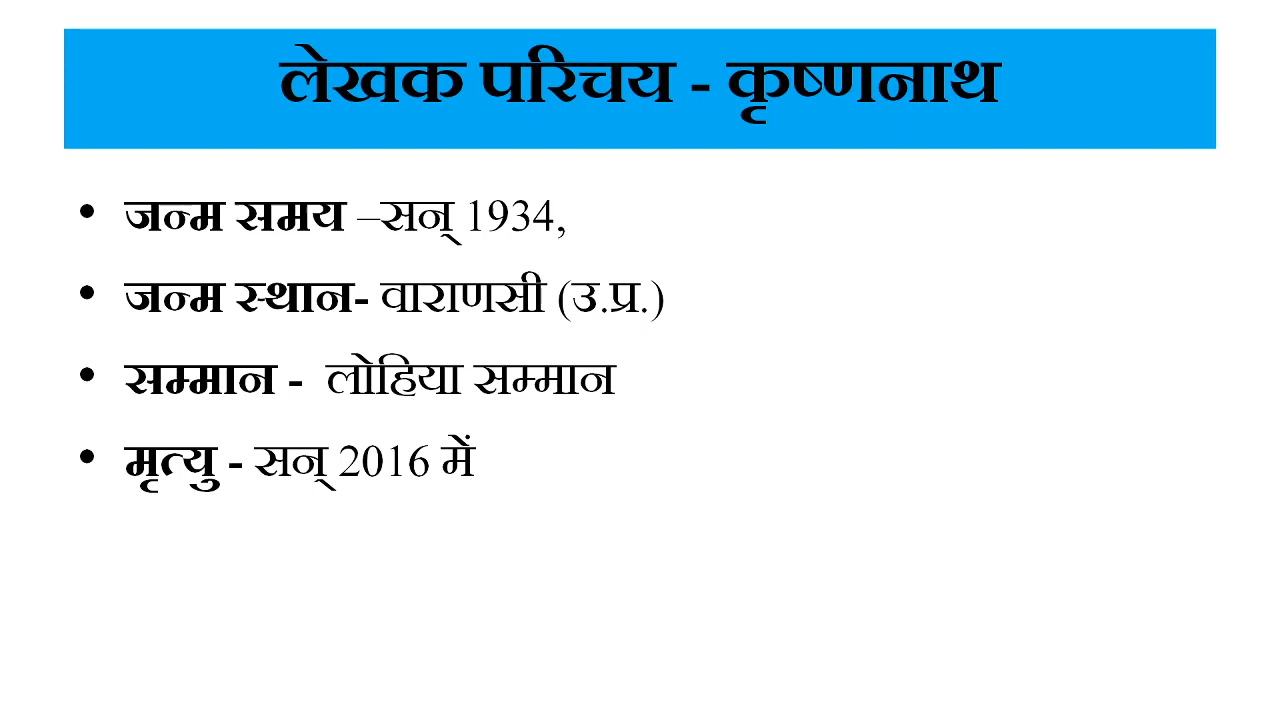 लेखक परिचय - कृष्णनाथ
• जन्म समय –सन् 1934,
• जन्म स्थान- वाराणसी (उ.प्र.)
• सम्मान - लोहिया सम्मान
• मृत्यु - सन् 2016 में